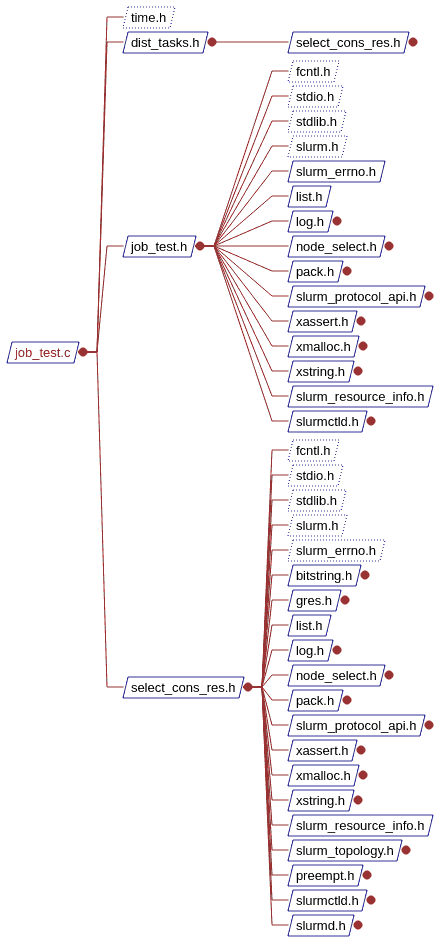 time.h
dist_tasks.h
select_cons_res.h
fcntl.h
stdio.h
stdlib.h
slurm.h
slurm_errno.h
list.h
log.h
job_test.h
node_select.h
pack.h
slurm_protocol_api.h
xassert.h
xmalloc.h
job_test.c
xstring.h
slurm_resource_info.h
slurmctld.h
fcntl.h
stdio.h
stdlib.h
slurm.h
slurm_errno.h
bitstring.h
gres.h
list.h
log.h
node_select.h
select_cons_res.h
pack.h
slurm_protocol_api.h
xassert.h
xmalloc.h
xstring.h
slurm_resource_info.h
slurm_topology.h
preempt.h
slurmctld.h
slurmd.h